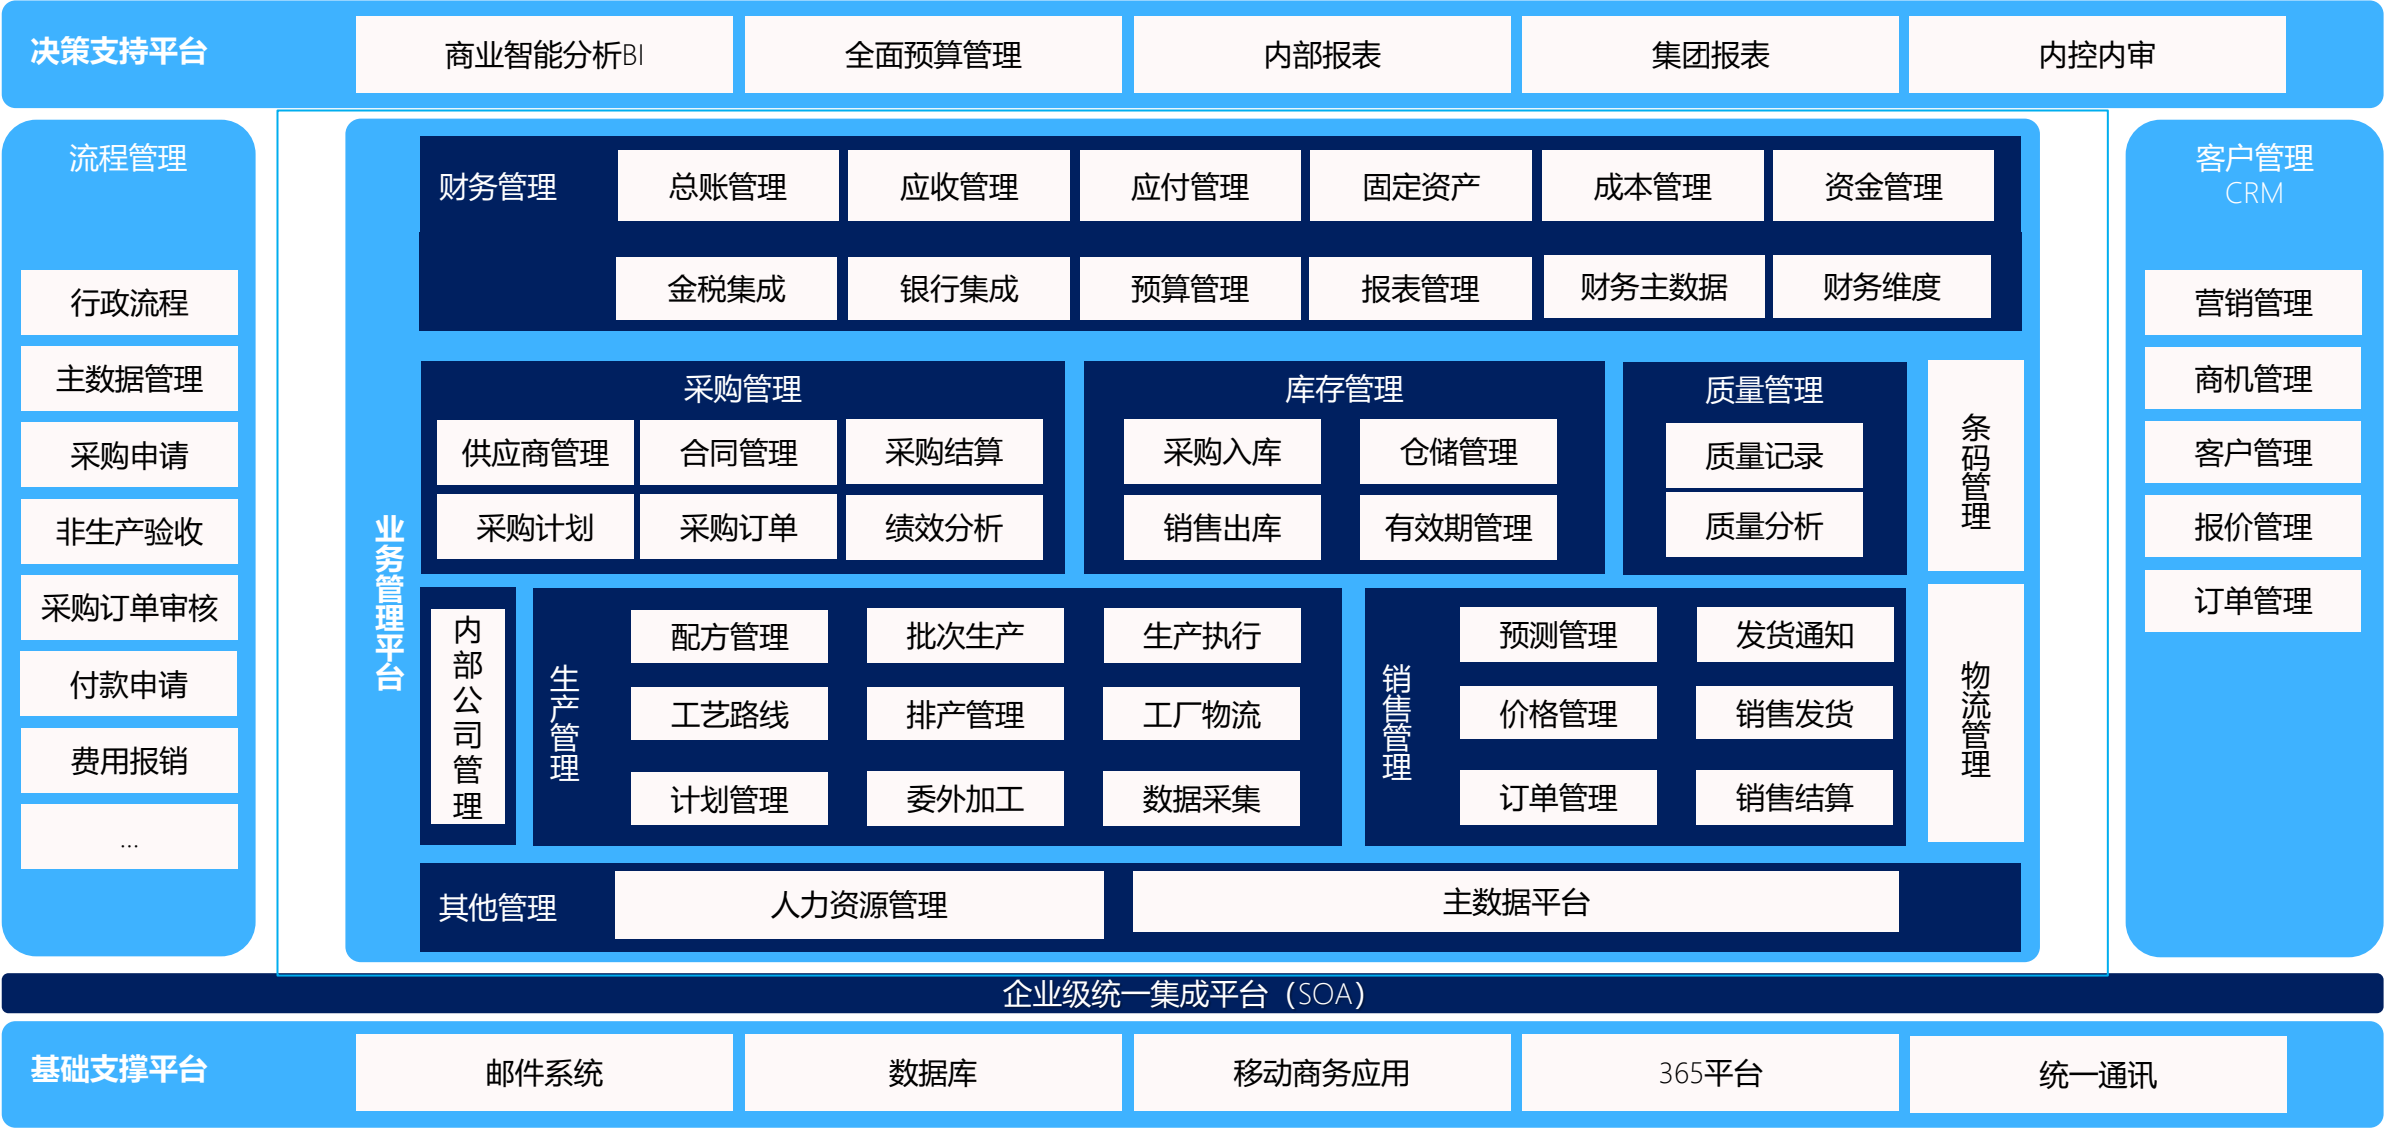 决策支持平台
商业智能分析BI
全面预算管理
内部报表
集团报表
内控内审
流程管理
行政流程
主数据管理
采购申请
非生产验收
采购订单审核
付款申请
费用报销
...
业务管理平台
财务管理
总账管理
应收管理
应付管理
固定资产
成本管理
资金管理
金税集成
银行集成
预算管理
报表管理
财务主数据
财务维度
采购管理
供应商管理
合同管理
采购结算
采购计划
采购订单
绩效分析
库存管理
采购入库
仓储管理
销售出库
有效期管理
质量管理
质量记录
质量分析
条码管理
内部公司管理
生产管理
配方管理
批次生产
生产执行
工艺路线
排产管理
工厂物流
计划管理
委外加工
数据采集
销售管理
预测管理
发货通知
价格管理
销售发货
订单管理
销售结算
物流管理
其他管理
人力资源管理
主数据平台
客户管理
CRM
营销管理
商机管理
客户管理
报价管理
订单管理
企业级统一集成平台（SOA）
基础支撑平台
邮件系统
数据库
移动商务应用
365平台
统一通讯